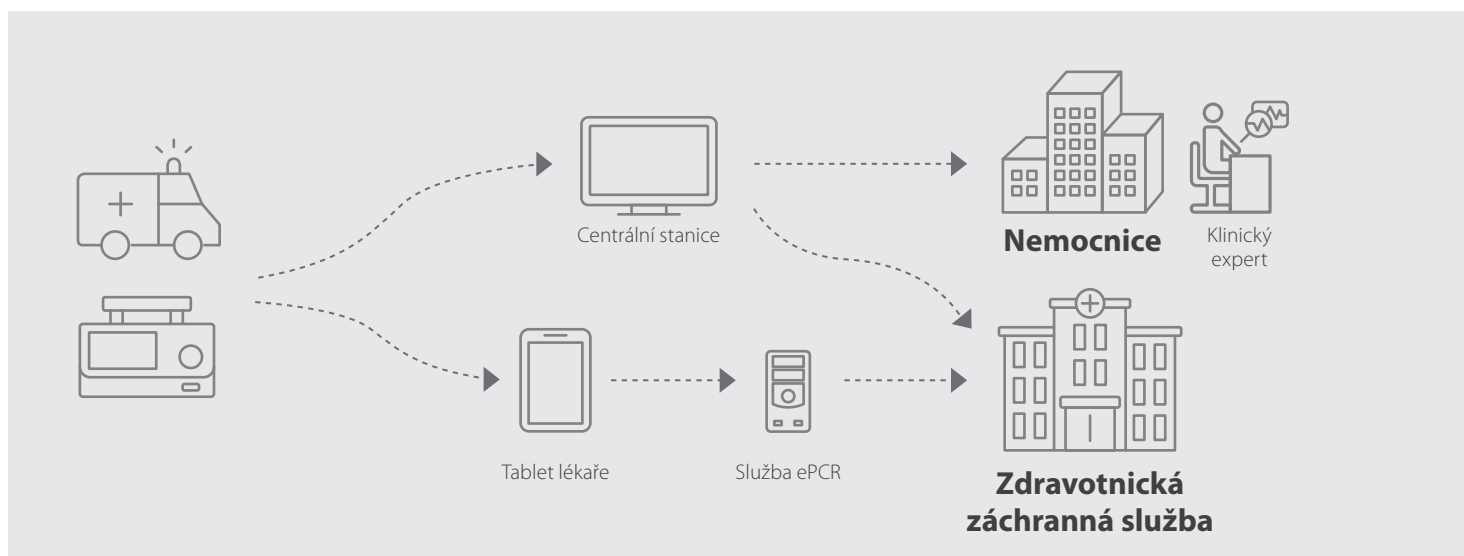 Centrální stanice
Nemocnice
Klinický
expert
Tablet lékaře
Služba ePCR
Zdravotnická
záchranná služba